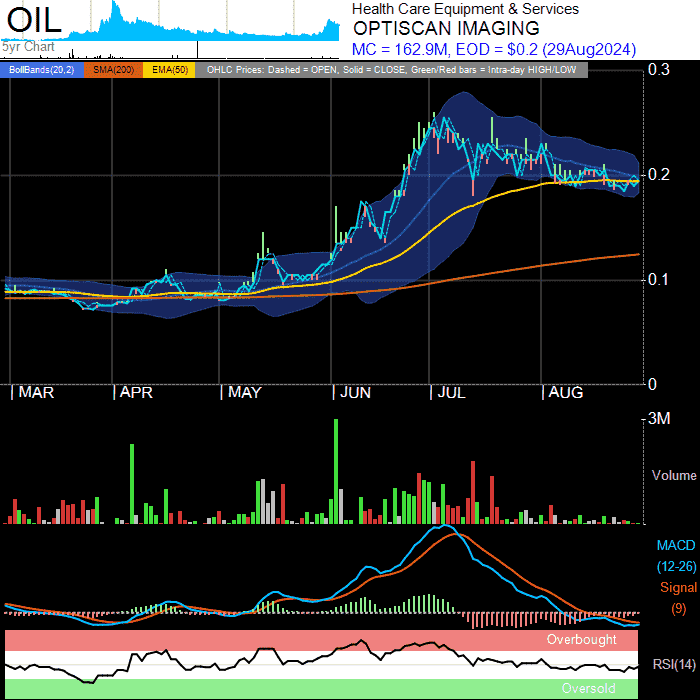 OIL
5yr Chart
Health Care Equipment & Services
OPTISCAN IMAGING
MC = 162.9M, EOD = $0.2 (29Aug2024)
BollBands(20,2) SMA(200) EMA(50) OHLC Prices: Dashed = OPEN, Solid = CLOSE, Green/Red bars = Intra-day HIGH/LOW
0.3
0.2
0.1
0
MAR APR MAY JUN JUL AUG
3M
Volume
MACD
(12-26)
Signal
(9)
Overbought
RSI(14)
Oversold